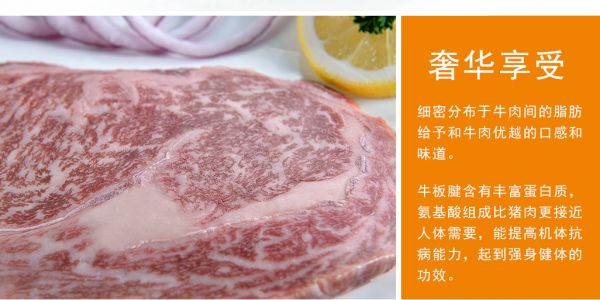 奢华享受
细密分布于牛肉间的脂肪
给予和牛肉优越的口感和
味道。
牛板腱含有丰富蛋白质，
氨基酸组成比猪肉更接近
人体需要，能提高机体抗
病能力，起到强身健体的
功效。